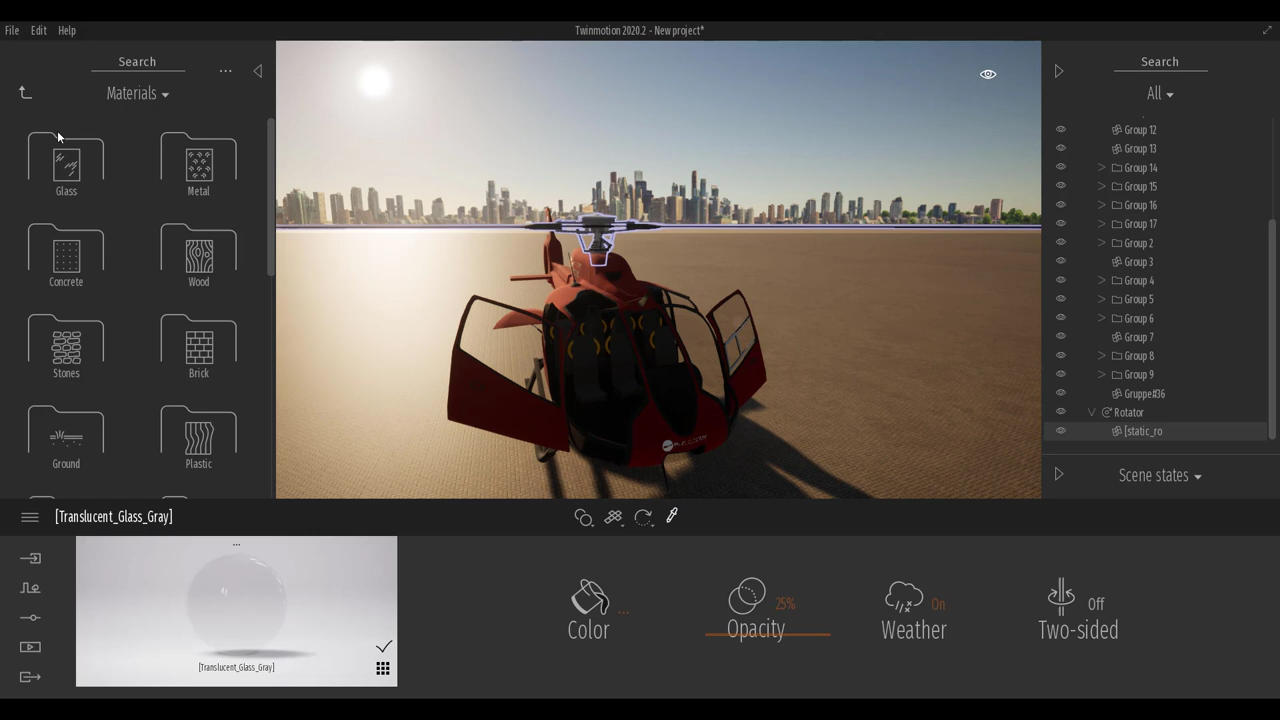 File Edit Help
Twinmotion 2020.2 - New project*
Search
...
Materials
Glass
Metal
Concrete
Wood
Stones
Brick
Ground
Plastic
Search
All
Group 12
Group 13
Group 14
Group 15
Group 16
Group 17
Group 2
Group 3
Group 4
Group 5
Group 6
Group 7
Group 8
Group 9
Gruppe#36
Rotator
[static_ro
Scene states
[Translucent_Glass_Gray]
...
[Translucent_Glass_Gray]
...
Color
25%
Opacity
On
Weather
Off
Two-sided